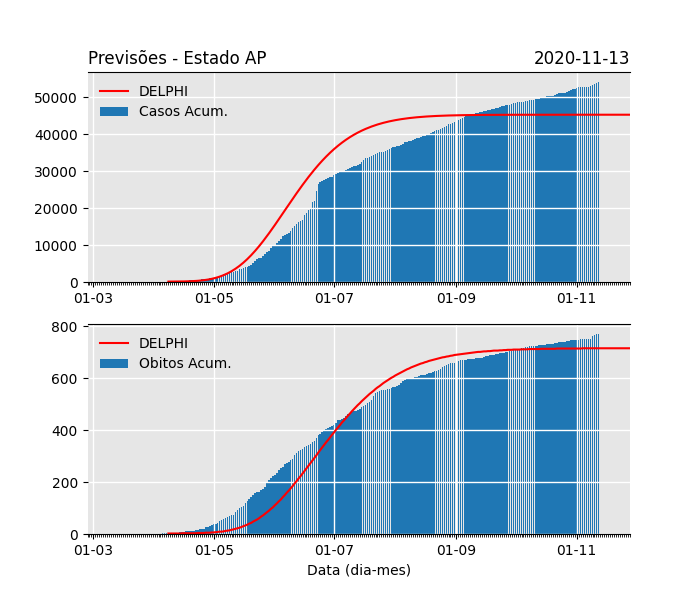 Previsões - Estado AP 2020-11-13
DELPHI
Casos Acum.
50000
40000
30000
20000
10000
0
01-03 01-05 01-07 01-09 01-11
800
DELPHI
Obitos Acum.
600
400
200
0
01-03 01-05 01-07 01-09 01-11
Data (dia-mes)